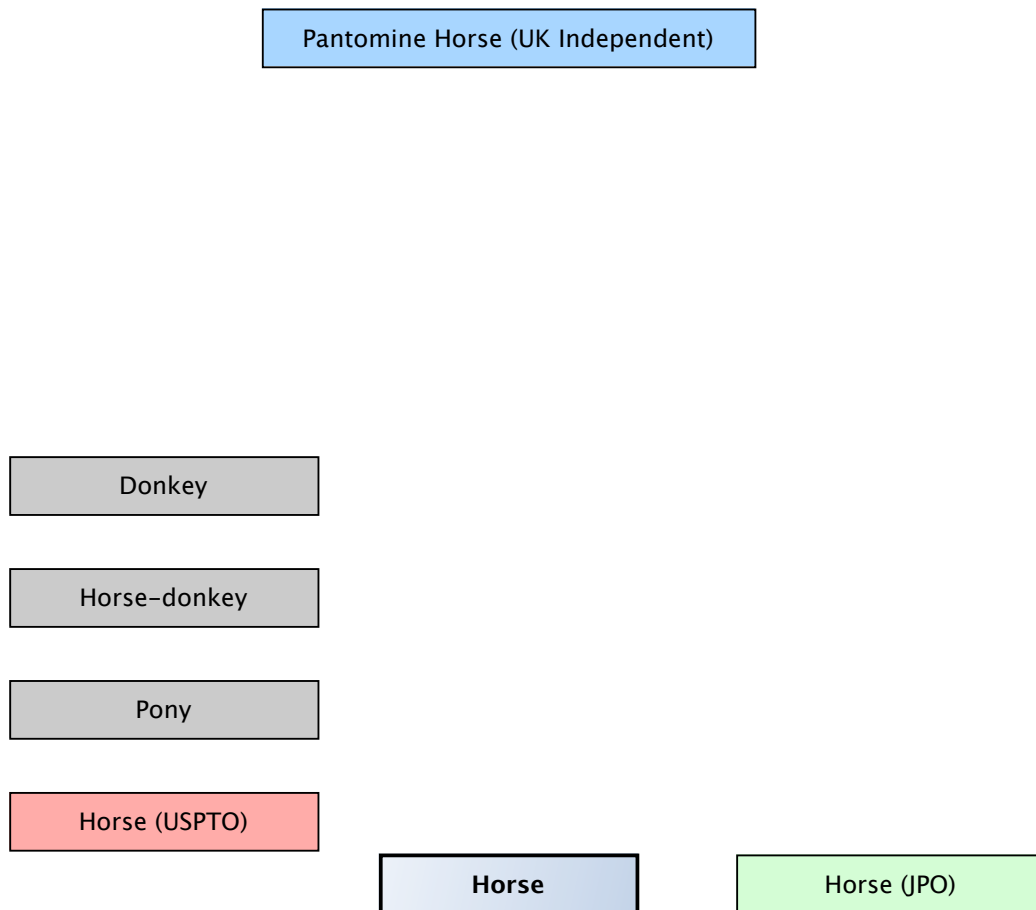 Pantomine Horse (UK Independent)
Donkey
Horse-donkey
Pony
Horse (USPTO)
Horse
Horse (JPO)